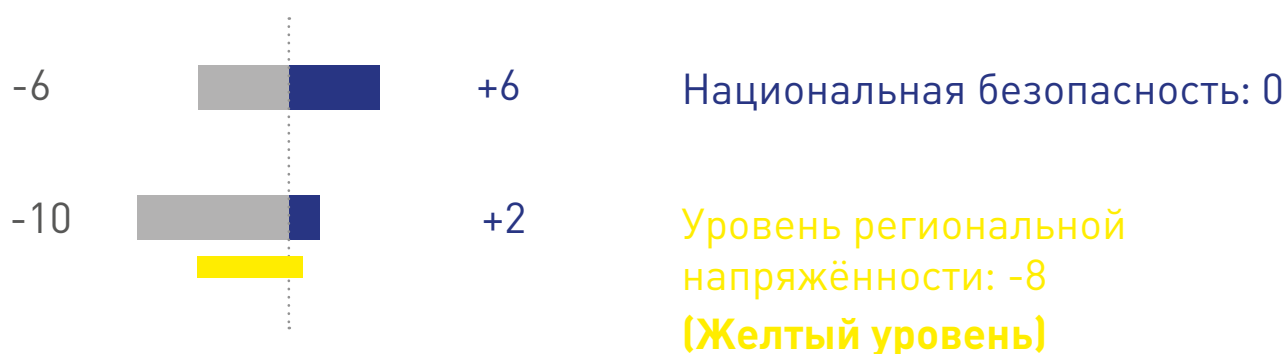 -6 +6 Национальная безопасность: 0
-10 +2 Уровень региональной
напряжённости: -8
(Желтый уровень)